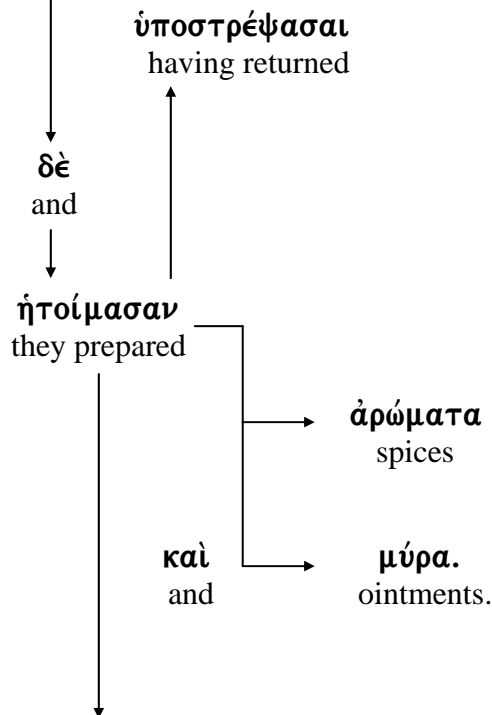 ὑποστρέψασαι
having returned
δὲ
and
ἡτοίμασαν
they prepared
ἀρώματα
spices
καὶ
and
μύρα.
ointments.